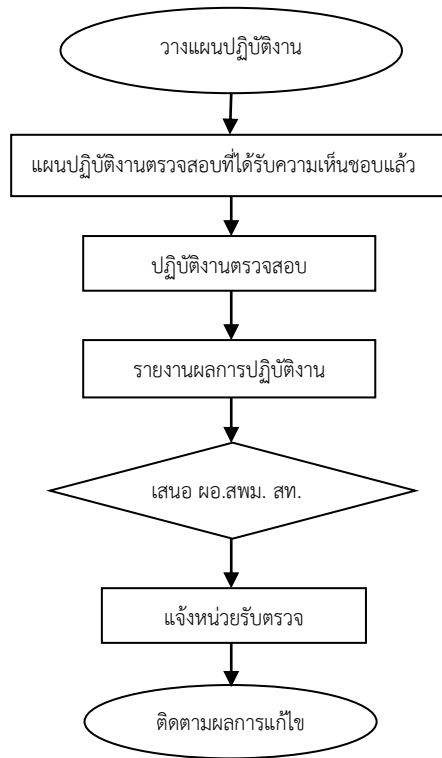 วางแผนปฏิบัติงาน
แผนปฏิบัติงานตรวจสอบที่ได้รับความเห็นชอบแล้ว
ปฏิบัติงานตรวจสอบ
รายงานผลการปฏิบัติงาน
เสนอ ผอ.สพม. สท.
แจ้งหน่วยรับตรวจ
ติดตามผลการแก้ไข